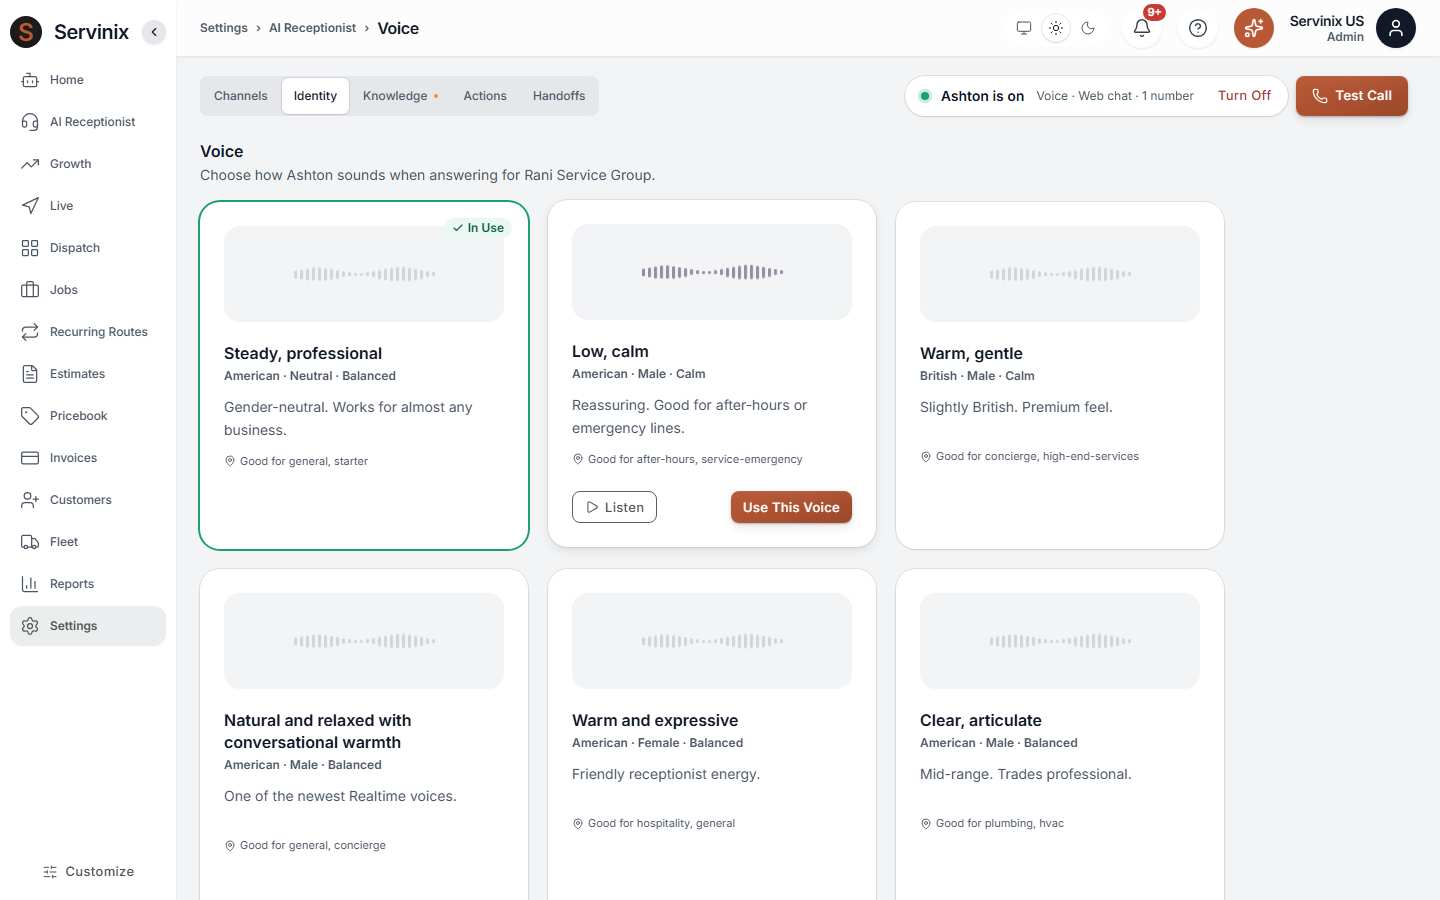 S
Servinix
Settings › AI Receptionist › Voice
9+
Servinix US
Admin
Home
AI Receptionist
Growth
Live
Dispatch
Jobs
Recurring Routes
Estimates
Pricebook
Invoices
Customers
Fleet
Reports
Settings
Customize
Channels
Identity
Knowledge
Actions
Handoffs
Ashton is on
Voice · Web chat · 1 number
Turn Off
Test Call
Voice
Choose how Ashton sounds when answering for Rani Service Group.
In Use
Steady, professional
American · Neutral · Balanced
Gender-neutral. Works for almost any
business.
Good for general, starter
Low, calm
American · Male · Calm
Reassuring. Good for after-hours or
emergency lines.
Good for after-hours, service-emergency
Listen
Use This Voice
Warm, gentle
British · Male · Calm
Slightly British. Premium feel.
Good for concierge, high-end-services
Natural and relaxed with
conversational warmth
American · Male · Balanced
One of the newest Realtime voices.
Good for general, concierge
Warm and expressive
American · Female · Balanced
Friendly receptionist energy.
Good for hospitality, general
Clear, articulate
American · Male · Balanced
Mid-range. Trades professional.
Good for plumbing, hvac